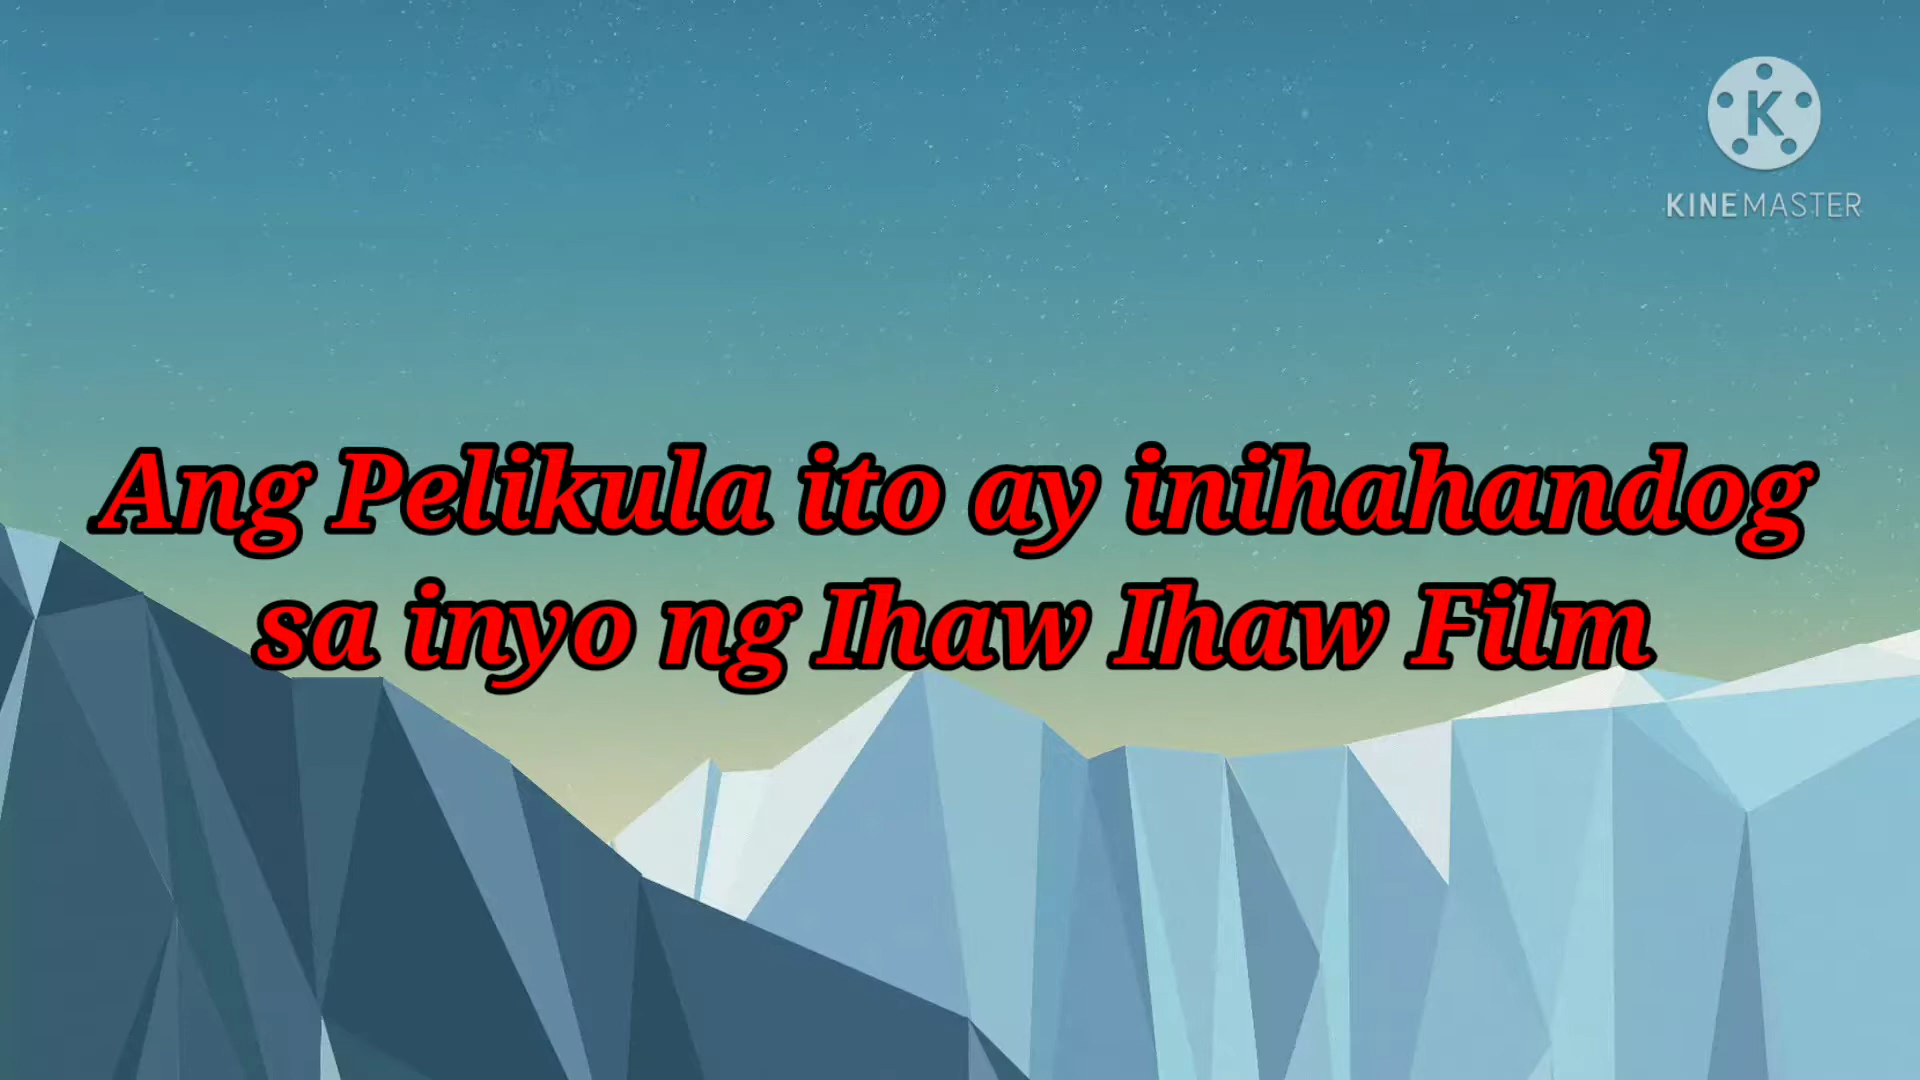 K
KINEMASTER
Ang Pelikula ito ay inihahandog
sa inyo ng Ihaw Ihaw Film